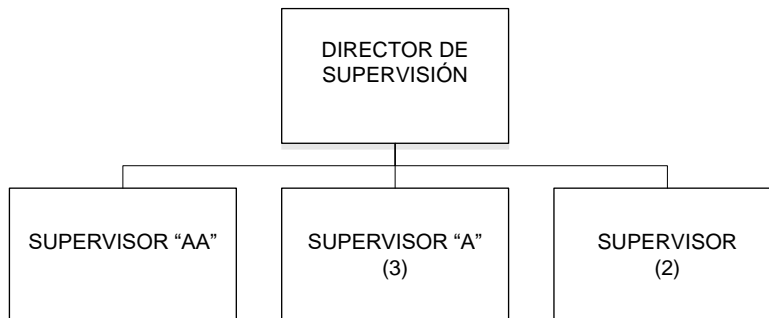 DIRECTOR DE
SUPERVISIÓN
SUPERVISOR “AA”
SUPERVISOR “A”
(3)
SUPERVISOR
(2)